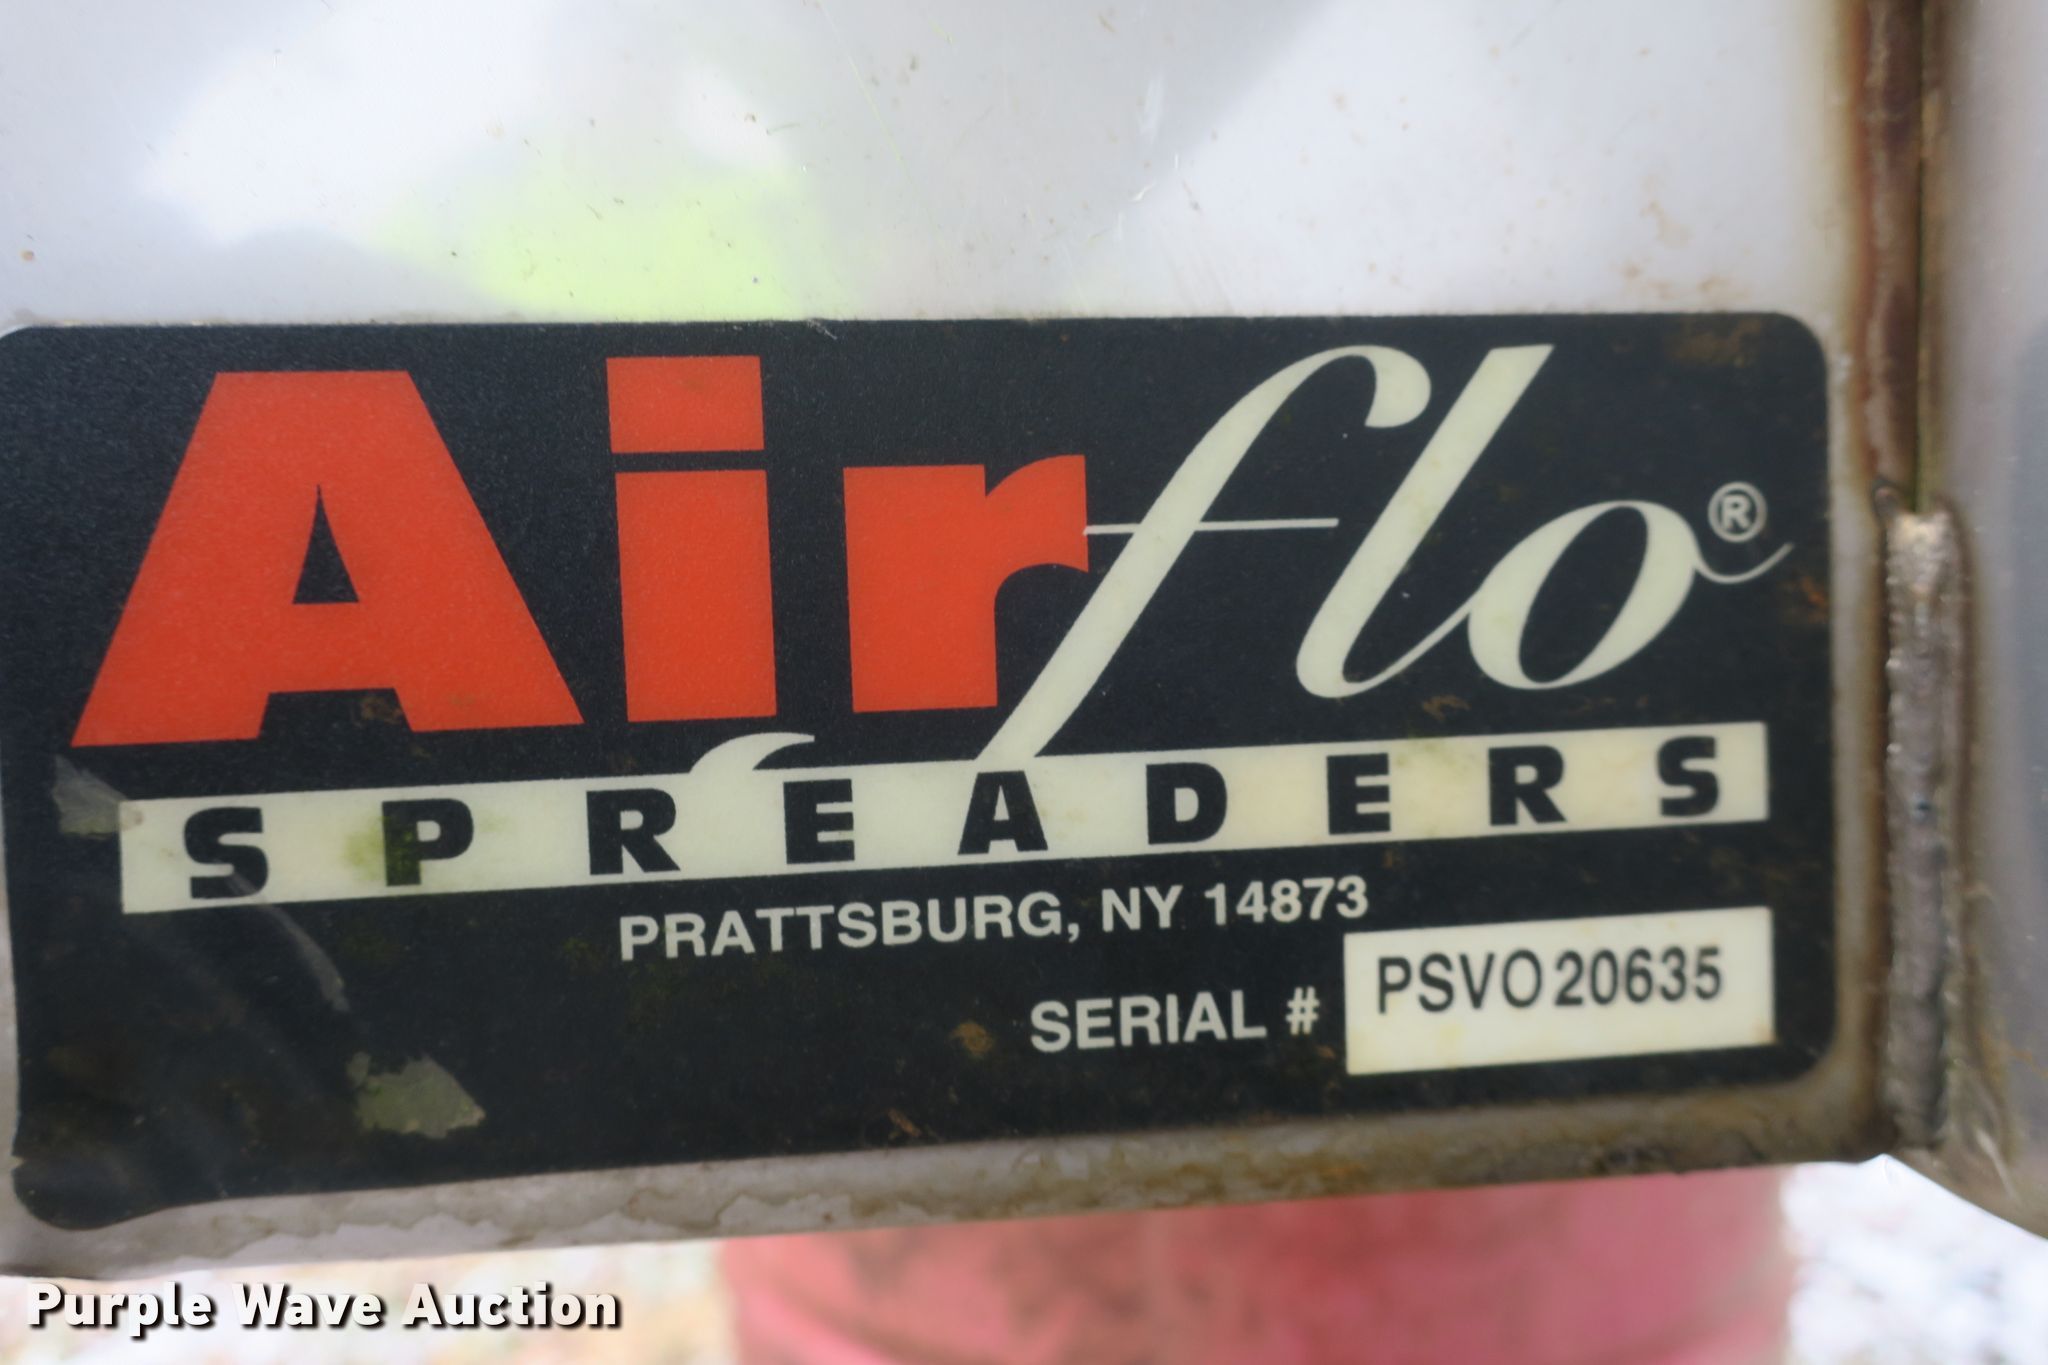 Airflo®
SPREADERS
PRATTSBURG, NY 14873
SERIAL # PSVO20635
Purple Wave Auction